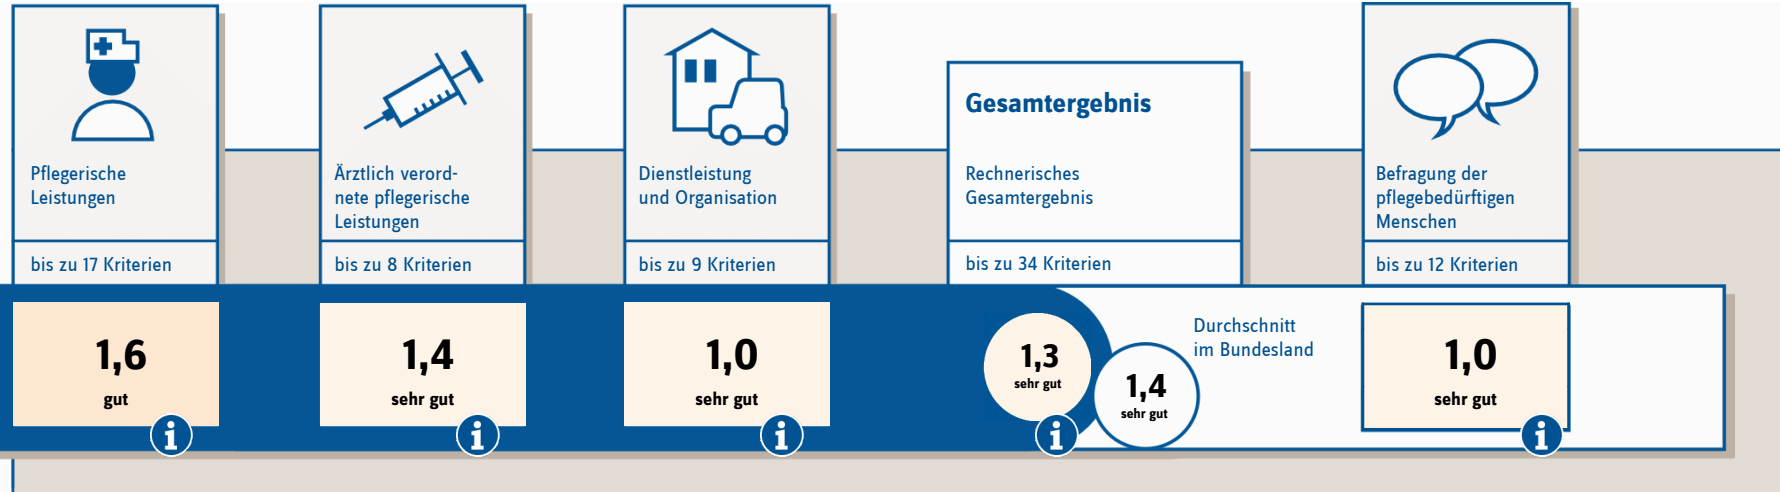 Pflegerische
Leistungen
bis zu 17 Kriterien
1,6
gut
i
Ärztlich verord-
nete pflegerische
Leistungen
bis zu 8 Kriterien
1,4
sehr gut
i
Dienstleistung
und Organisation
bis zu 9 Kriterien
1,0
sehr gut
i
Gesamtergebnis
Rechnerisches
Gesamtergebnis
bis zu 34 Kriterien
1,3
sehr gut
i
1,4
sehr gut
Durchschnitt
im Bundesland
Befragung der
pflegebedürftigen
Menschen
bis zu 12 Kriterien
1,0
sehr gut
i